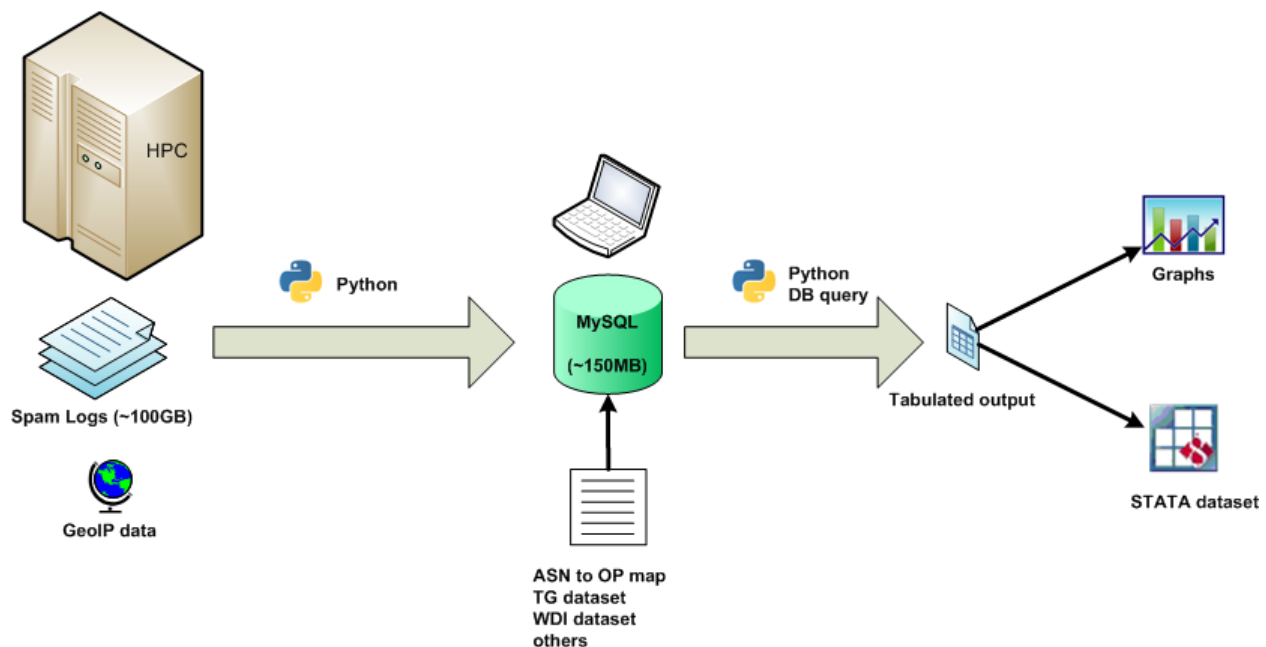 HPC
Spam Logs (~100GB)
GeoIP data
Python
MySQL
(~150MB)
ASN to OP map
TG dataset
WDI dataset
others
Python
DB query
Tabulated output
Graphs
STATA dataset